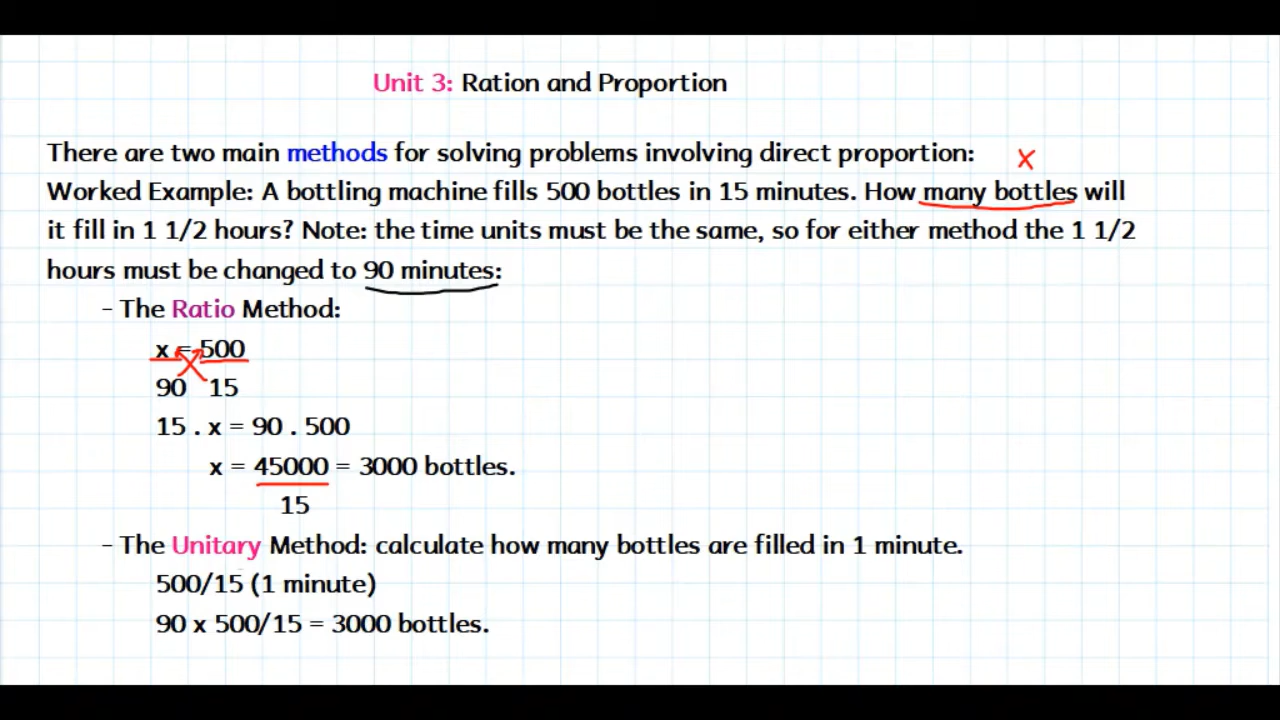 Unit 3: Ration and Proportion
There are two main methods for solving problems involving direct proportion:
x
Worked Example: A bottling machine fills 500 bottles in 15 minutes. How many bottles will
it fill in 1 1/2 hours? Note: the time units must be the same, so for either method the 1 1/2
hours must be changed to 90 minutes:
- The Ratio Method:
x = 500
90 15
15 . x = 90 . 500
x = 45000 = 3000 bottles.
15
- The Unitary Method: calculate how many bottles are filled in 1 minute.
500/15 (1 minute)
90 x 500/15 = 3000 bottles.